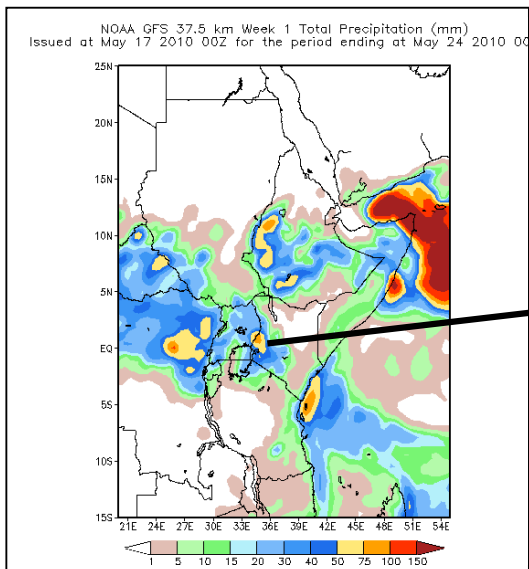 NOAA GFS 37.5 km Week 1 Total Precipitation (mm)
Issued at May 17 2010 00Z for the period ending at May 24 2010 00
25N
20N
15N
10N
5N
EQ
5S
10S
15S
21E 24E 27E 30E 33E 36E 39E 42E 45E 48E 51E 54E
1 5 10 15 20 30 40 50 75 100 150